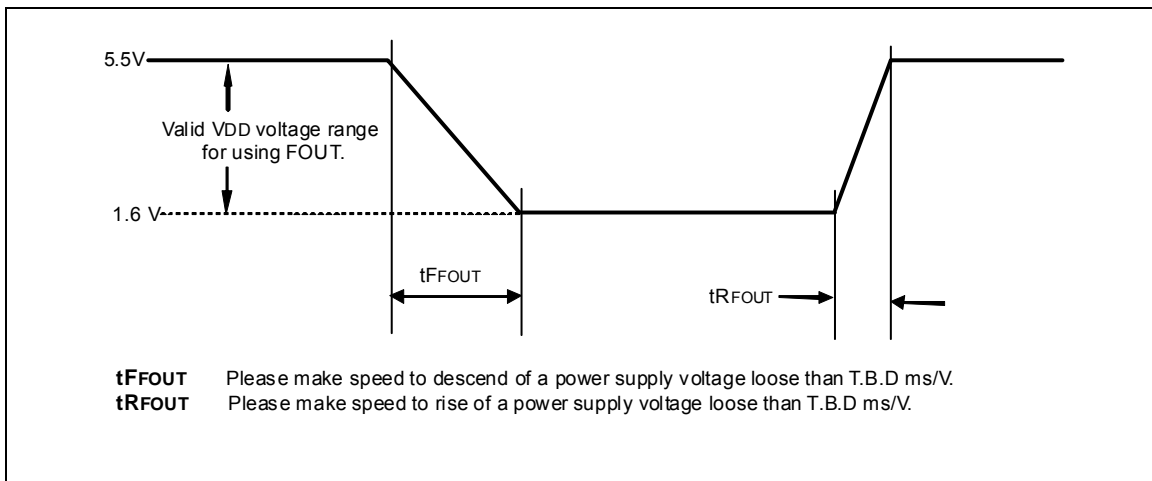 5.5V
Valid VDD voltage range
for using FOUT.
1.6 V
tFFOUT
tRFOUT
tFFOUT Please make speed to descend of a power supply voltage loose than T.B.D ms/V.
tRFOUT Please make speed to rise of a power supply voltage loose than T.B.D ms/V.